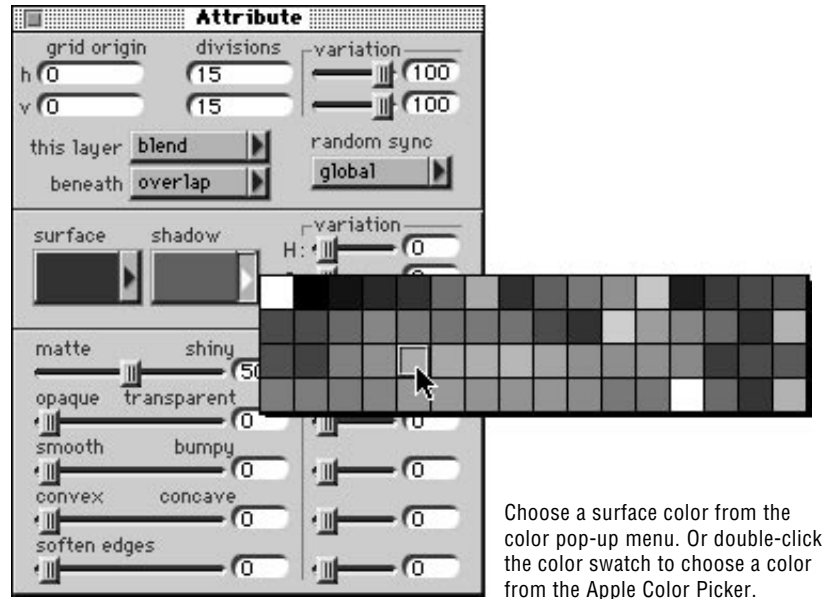 Attribute
grid origin divisions variation
h 0 15 100
v 0 15 100
this layer blend random sync
beneath overlap global
surface shadow variation
H: 0
matte shiny
opaque transparent 0 0
smooth bumpy 0 0
convex concave 0 0
soften edges 0 0
Choose a surface color from the
color pop-up menu. Or double-click
the color swatch to choose a color
from the Apple Color Picker.